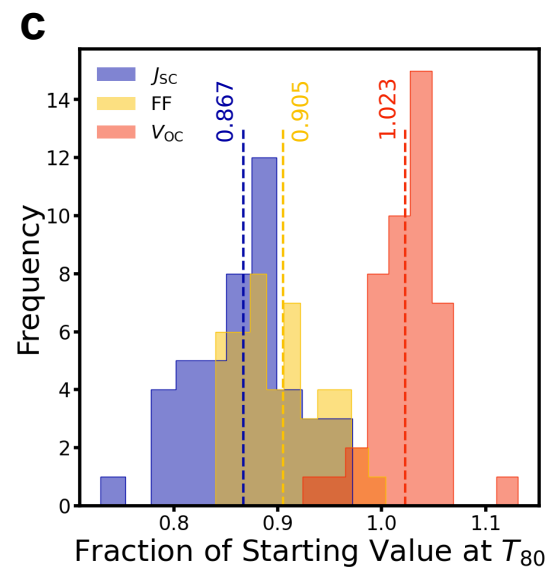 C
J_SC
FF
V_OC
0.867
0.905
1.023
14
12
10
8
6
4
2
0
Frequency
0.8 0.9 1.0 1.1
Fraction of Starting Value at T_80